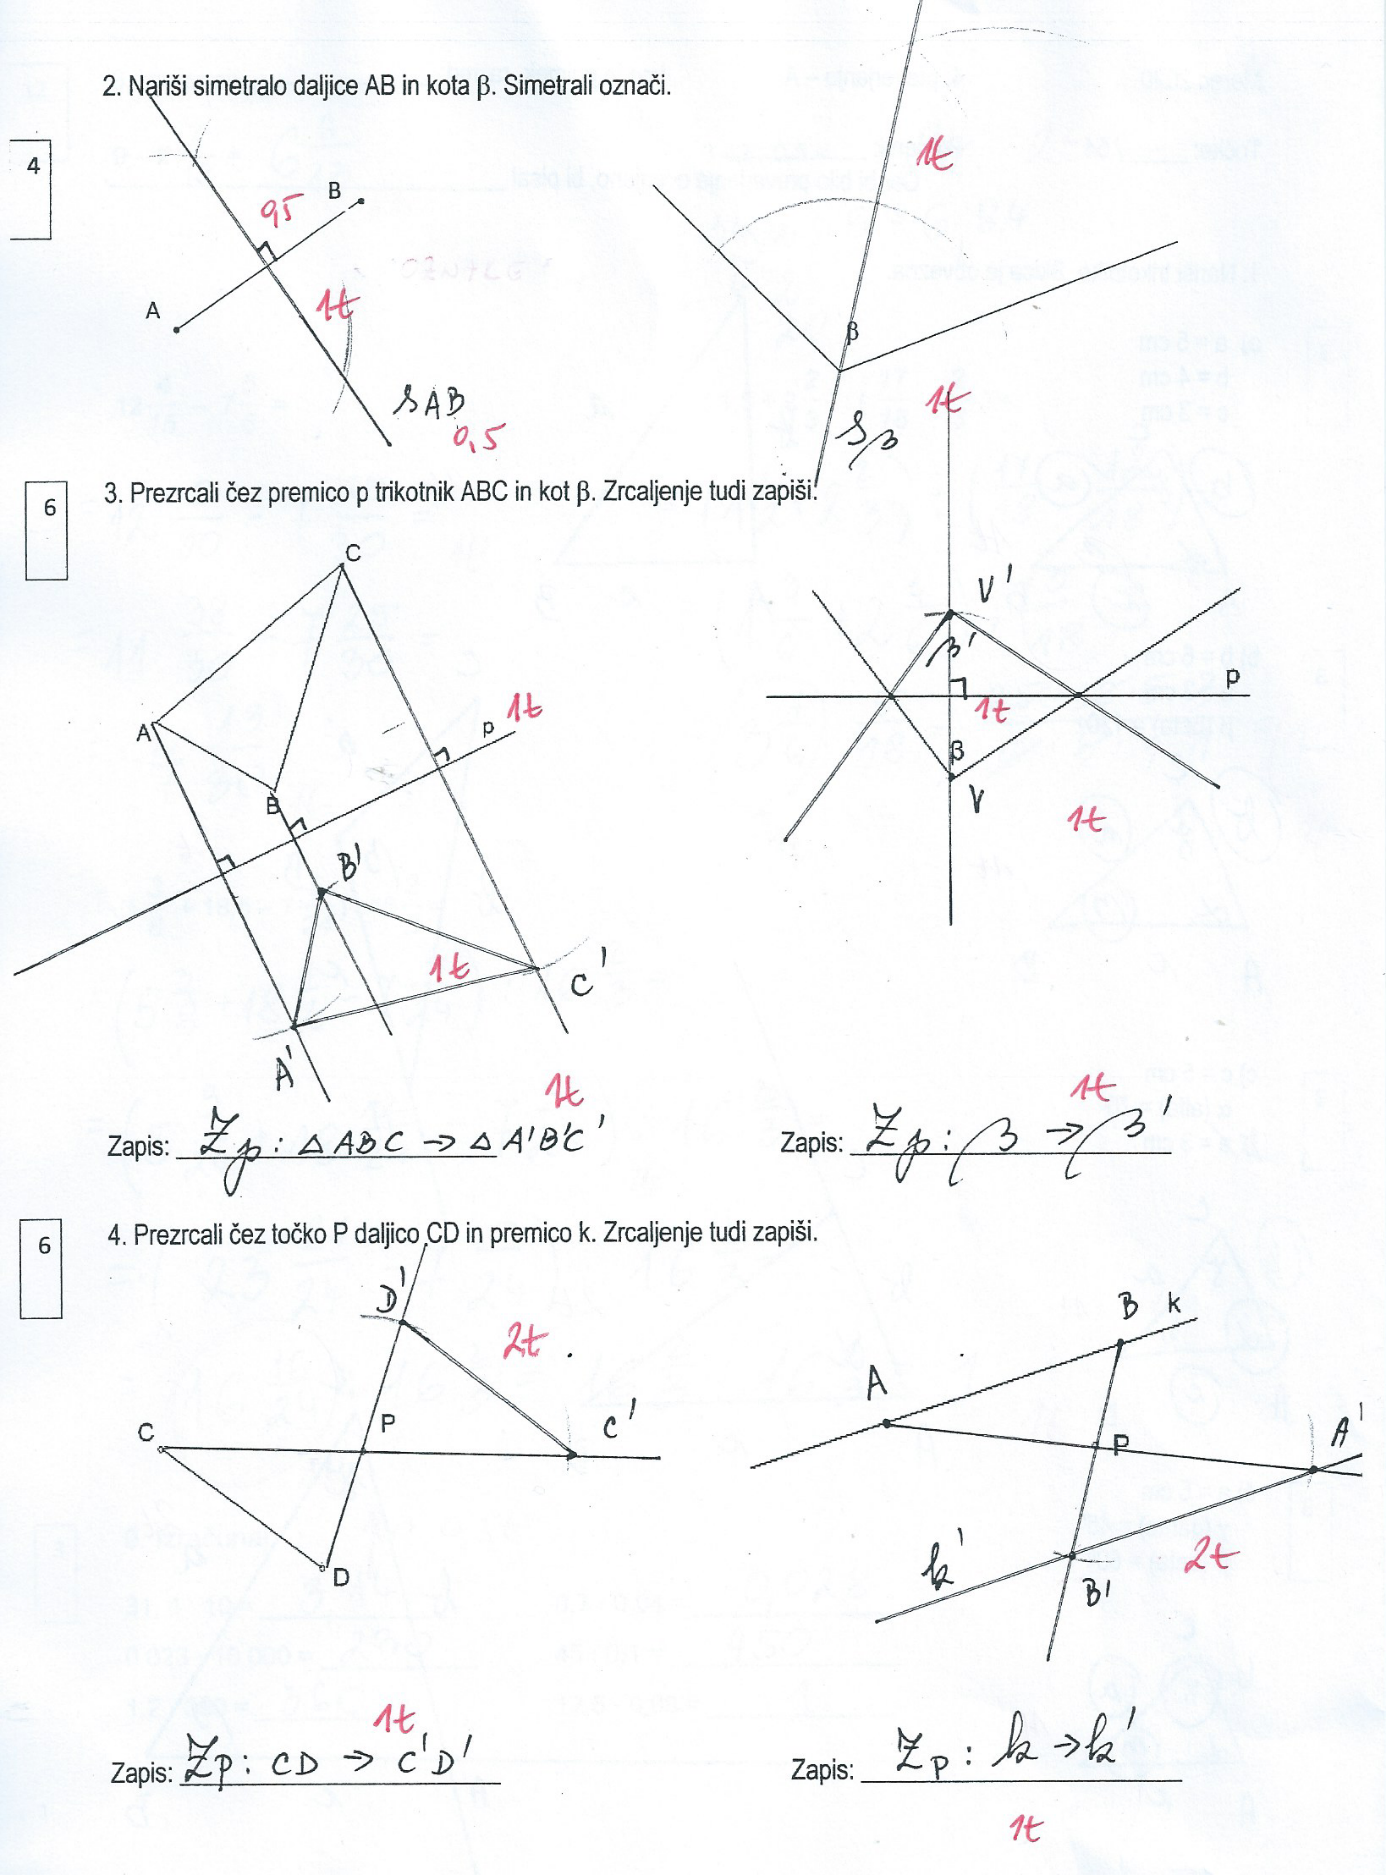 2. Nariši simetralo daljice AB in kota β. Simetrali označi.
4
1t
B
0,5
A
1t
β
sAB
0,5
1t
sβ
3. Prezrcali čez premico p trikotnik ABC in kot β. Zrcaljenje tudi zapiši.
6
C
V'
β'
p
1t
p
1t
A
β
B
V
1t
B'
1t
C'
A'
1t
1t
Zapis: Zp : △ ABC → △ A'B'C'
Zapis: Zp : β → β'
4. Prezrcali čez točko P daljico CD in premico k. Zrcaljenje tudi zapiši.
6
D'
B k
2t
A
P
C'
C
A'
P
D
k'
2t
B'
1t
Zapis: Zp : CD → C'D'
Zapis: Zp : k → k'
1t